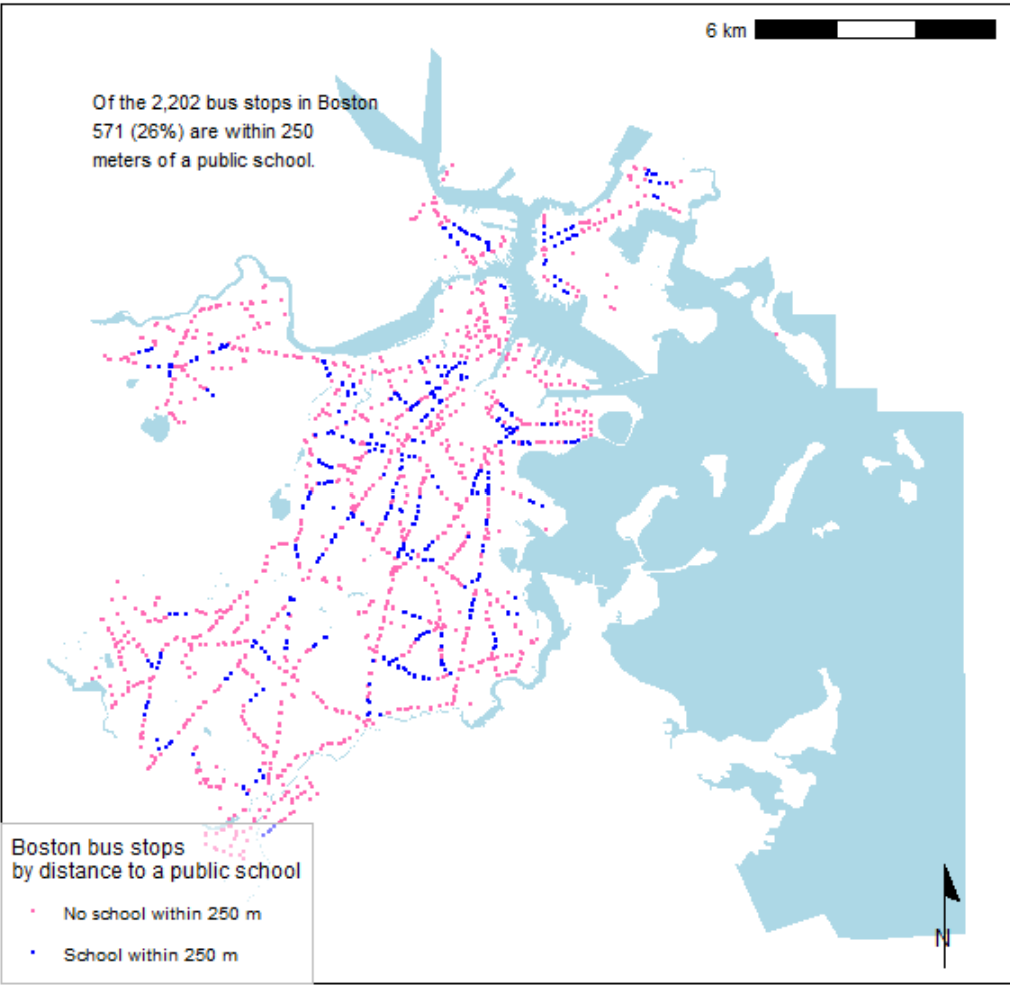 6 km
Of the 2,202 bus stops in Boston
571 (26%) are within 250
meters of a public school.
Boston bus stops
by distance to a public school
No school within 250 m
School within 250 m
N